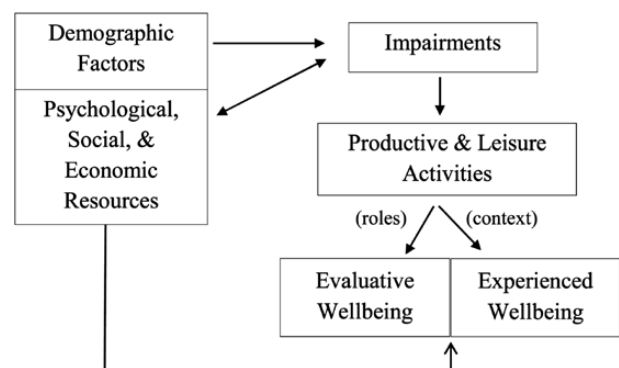 Demographic
Factors
Psychological,
Social, &
Economic
Resources
Impairments
Productive & Leisure
Activities
(roles)
(context)
Evaluative
Wellbeing
Experienced
Wellbeing